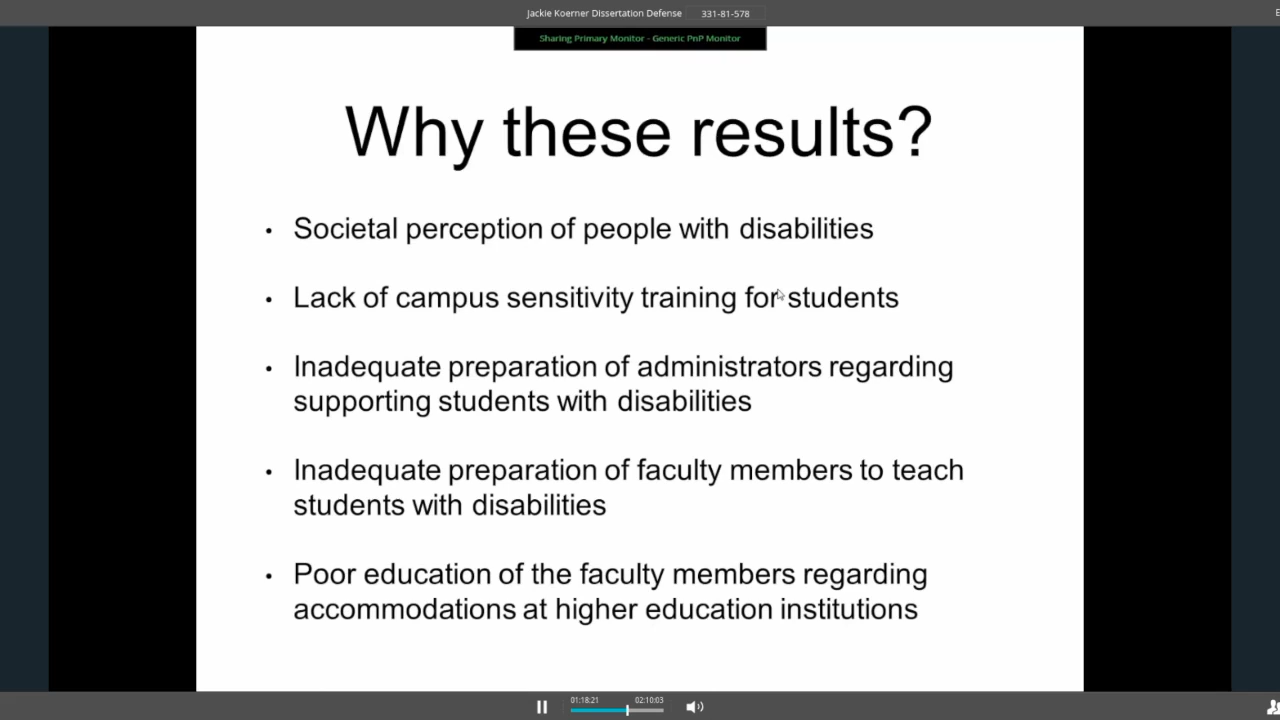 Jackie Koerner Dissertation Defense 331-81-578
E
Sharing Primary Monitor - Generic PnP Monitor
Why these results?
• Societal perception of people with disabilities
• Lack of campus sensitivity training for students
• Inadequate preparation of administrators regarding
supporting students with disabilities
• Inadequate preparation of faculty members to teach
students with disabilities
• Poor education of the faculty members regarding
accommodations at higher education institutions
01:18:21 02:10:03